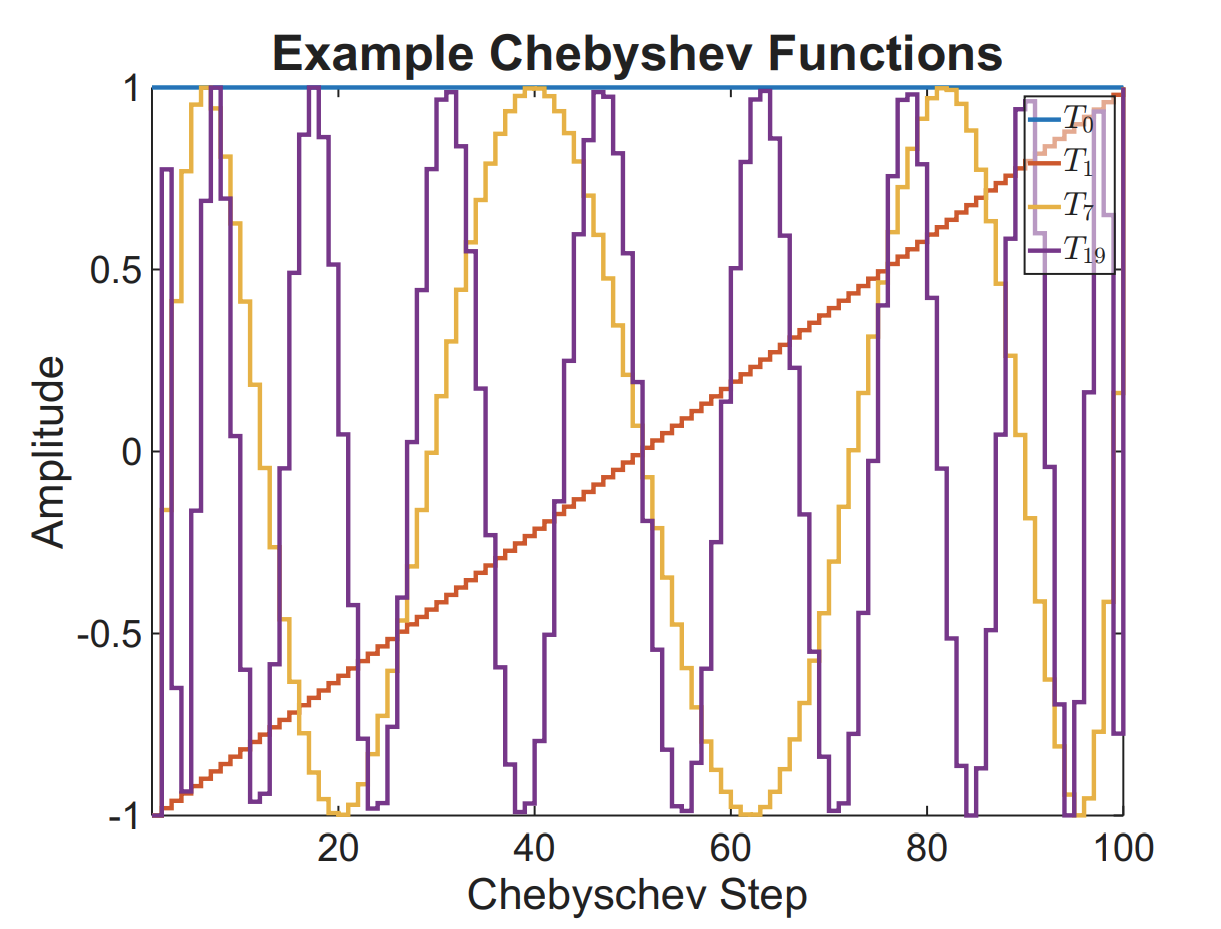 Example Chebyshev Functions
1
0.5
0
-0.5
-1
Amplitude
20 40 60 80 100
Chebyschev Step
T0
T1
T7
T19